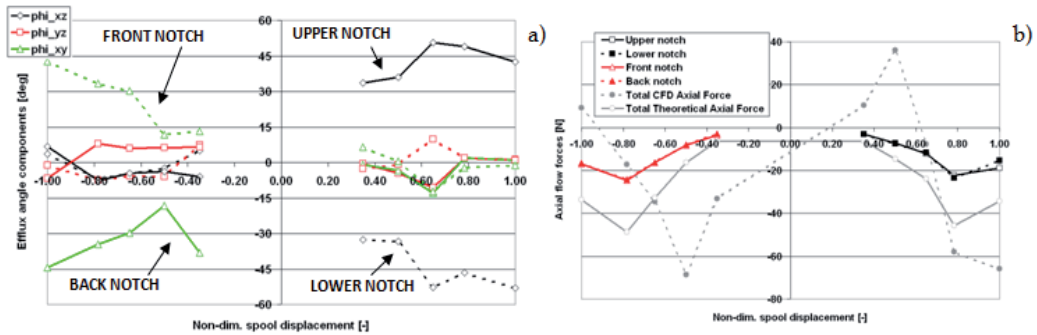 phi_xz
phi_yz
phi_xy
FRONT NOTCH
UPPER NOTCH
a)
60
45
30
15
0
-15
-30
-45
-60
-1.00 -0.80 -0.60 -0.40 -0.20 0.00 0.20 0.40 0.60 0.80 1.00
Efflux angle components [deg]
BACK NOTCH
LOWER NOTCH
Non-dim. spool displacement [-]
b)
Upper notch
Lower notch
Front notch
Back notch
Total CFD Axial Force
Total Theoretical Axial Force
40
20
0
-20
-40
-60
-80
-1.00 -0.80 -0.60 -0.40 -0.20 0.00 0.20 0.40 0.60 0.80 1.00
Axial flow forces [N]
Non-dim. spool displacement [-]